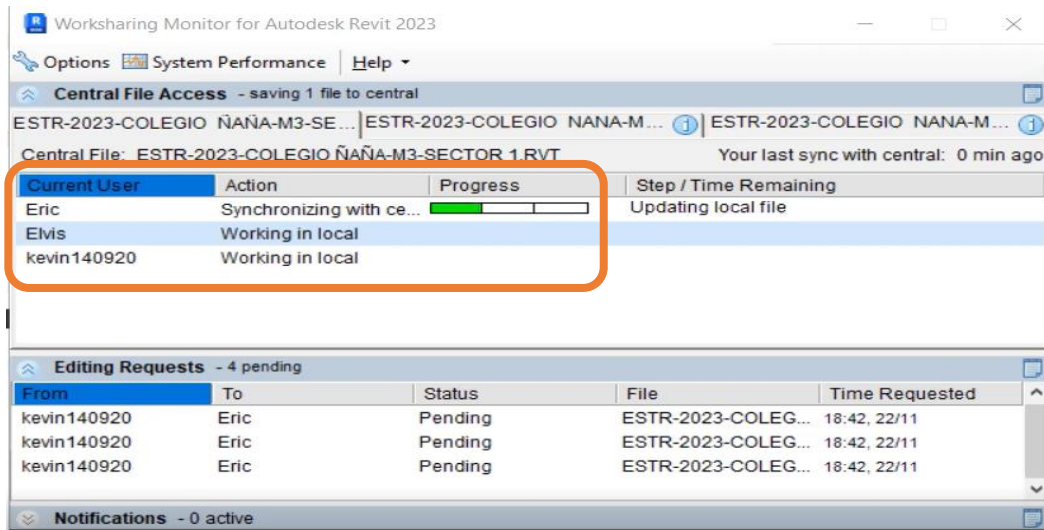 Worksharing Monitor for Autodesk Revit 2023
Options System Performance Help
Central File Access - saving 1 file to central
ESTR-2023-COLEGIO ÑAÑA-M3-SE... ESTR-2023-COLEGIO NANA-M... ESTR-2023-COLEGIO NANA-M...
Central File: ESTR-2023-COLEGIO ÑAÑA-M3-SECTOR 1.RVT Your last sync with central: 0 min ago
Current User Action Progress Step / Time Remaining
Eric Synchronizing with ce... Updating local file
Elvis Working in local
kevin140920 Working in local
Editing Requests - 4 pending
From To Status File Time Requested
kevin140920 Eric Pending ESTR-2023-COLEG... 18:42, 22/11
kevin140920 Eric Pending ESTR-2023-COLEG... 18:42, 22/11
kevin140920 Eric Pending ESTR-2023-COLEG... 18:42, 22/11
Notifications - 0 active